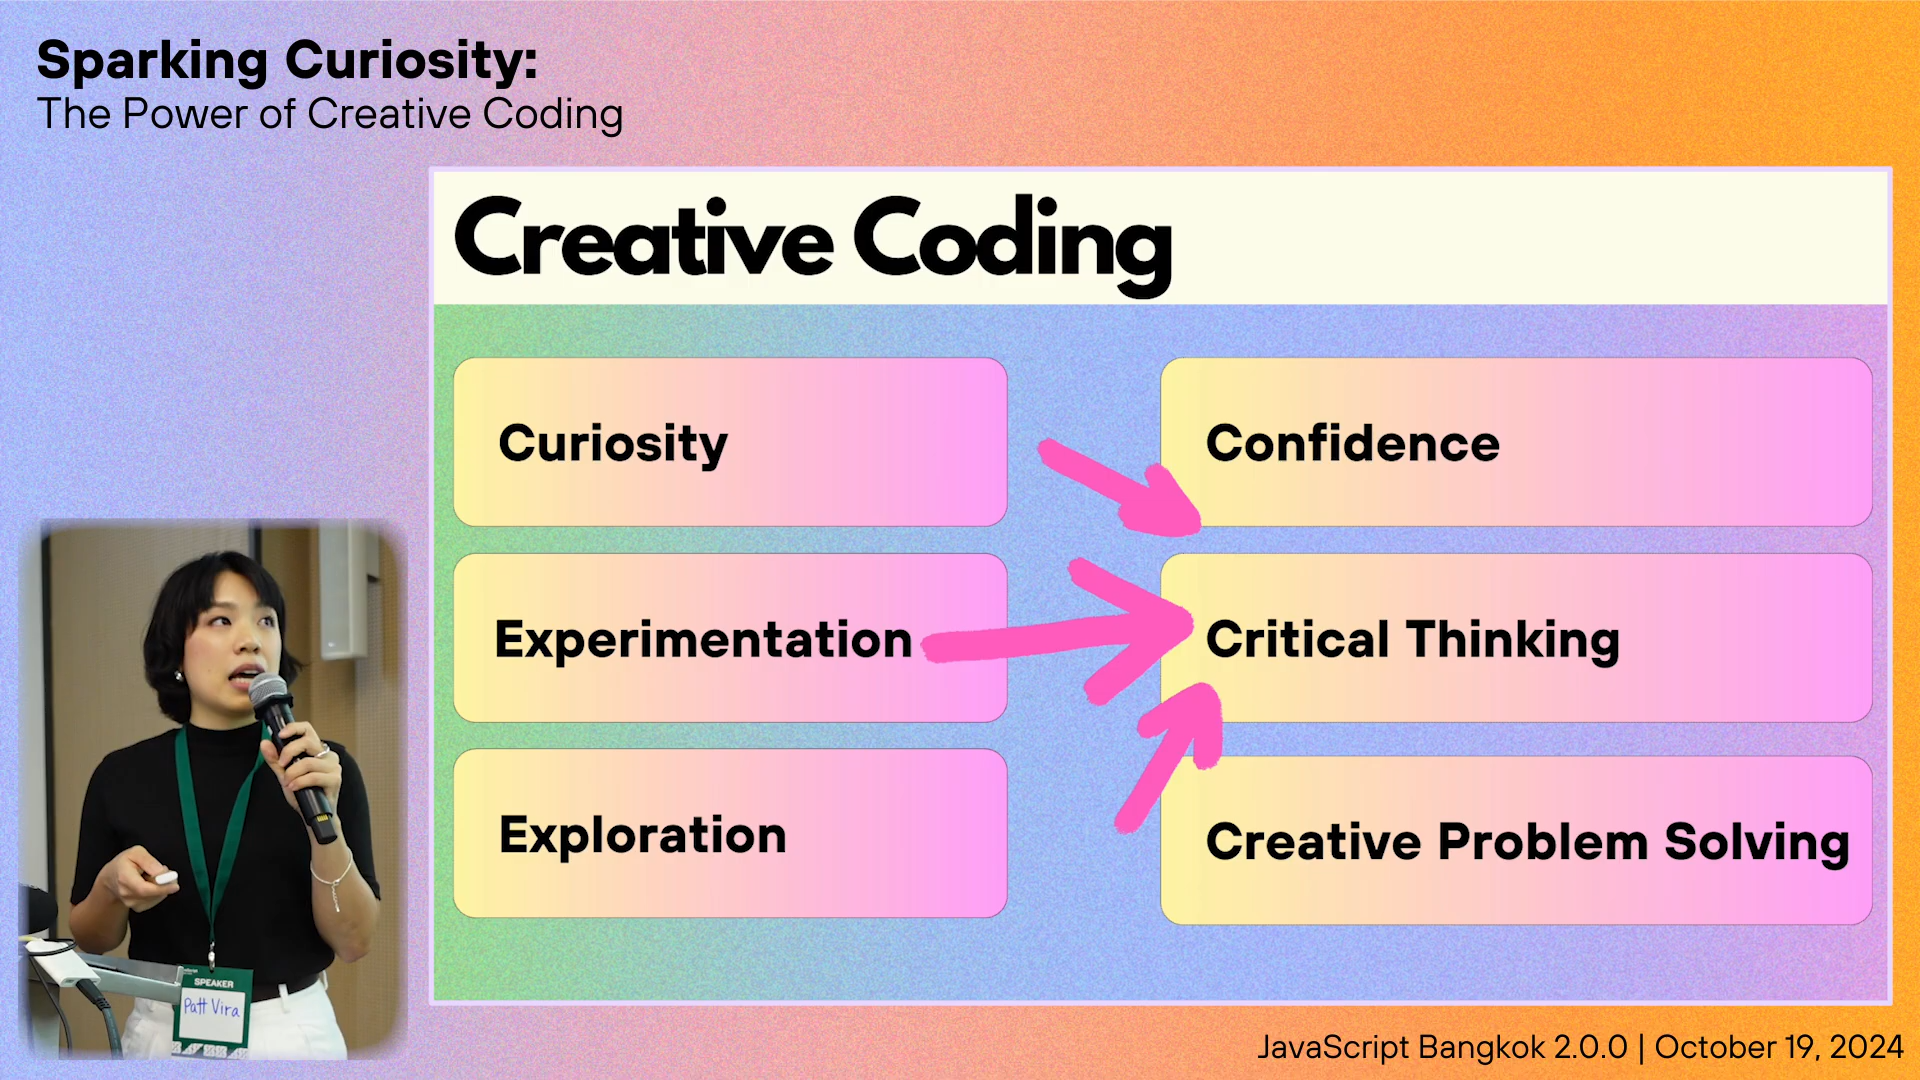 Sparking Curiosity:
The Power of Creative Coding
Creative Coding
Curiosity
Confidence
Experimentation
Critical Thinking
Exploration
Creative Problem Solving
SPEAKER
Patt Vira
JavaScript Bangkok 2.0.0 | October 19, 2024